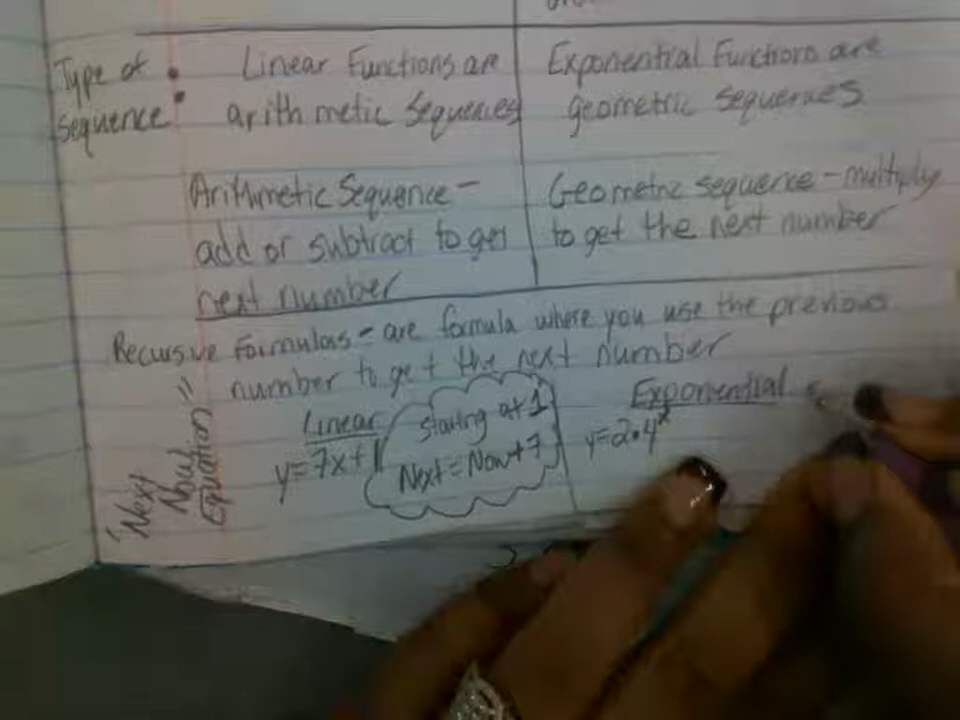 Type of : Linear Functions are
sequence arithmetic sequences
Exponential Functions are
geometric sequences
Arithmetic Sequence -
add or subtract to get
next number
Geometric sequence - multiply
to get the next number
Recursive Formulas - are formula where you use the previous
number to get the next number
"Next
Now"
Equation
Linear
y=7x+1
Starting at 1
Next = Now + 7
Exponential
y=2•4ˣ